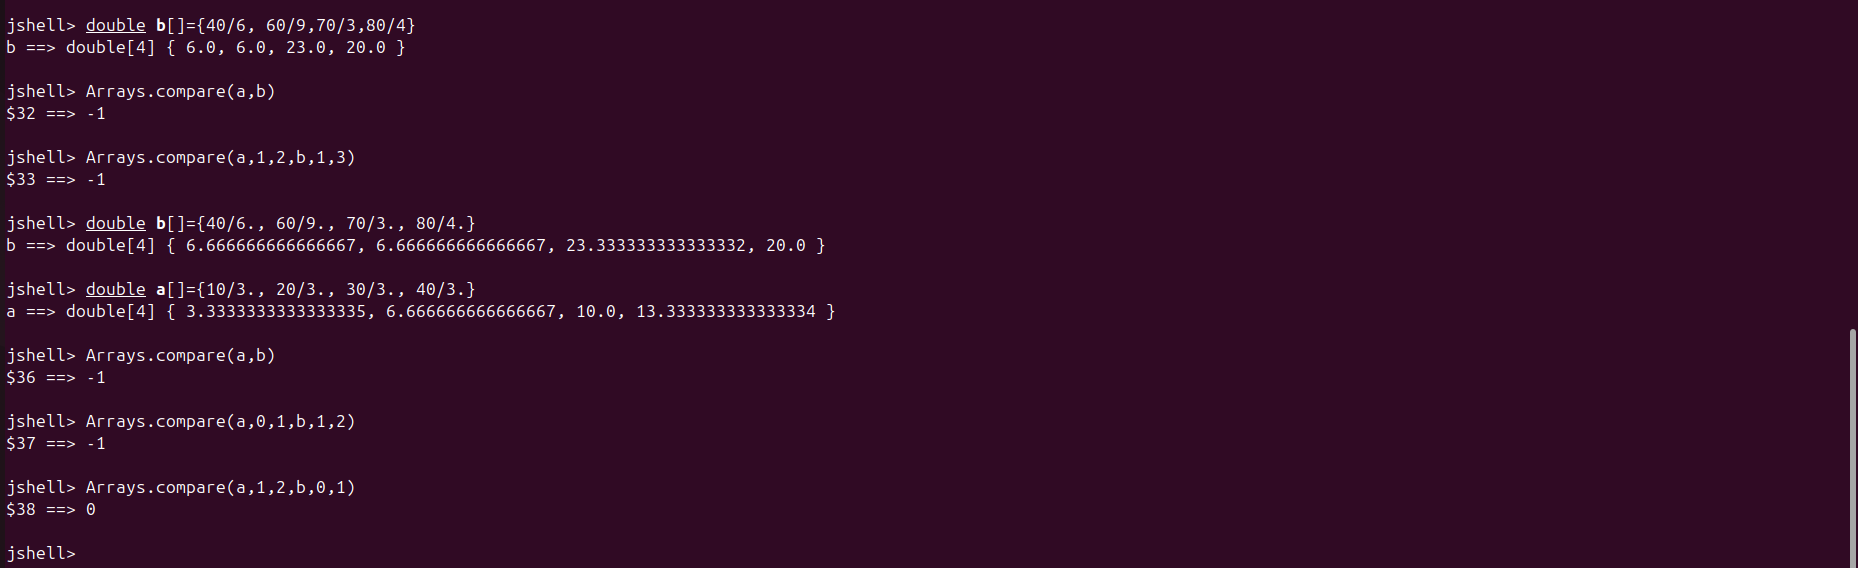 jshell> double b[]={40/6, 60/9,70/3,80/4}
b ==> double[4] { 6.0, 6.0, 23.0, 20.0 }
jshell> Arrays.compare(a,b)
$32 ==> -1
jshell> Arrays.compare(a,1,2,b,1,3)
$33 ==> -1
jshell> double b[]={40/6., 60/9., 70/3., 80/4.}
b ==> double[4] { 6.666666666666667, 6.666666666666667, 23.333333333333332, 20.0 }
jshell> double a[]={10/3., 20/3., 30/3., 40/3.}
a ==> double[4] { 3.3333333333333335, 6.666666666666667, 10.0, 13.333333333333334 }
jshell> Arrays.compare(a,b)
$36 ==> -1
jshell> Arrays.compare(a,0,1,b,1,2)
$37 ==> -1
jshell> Arrays.compare(a,1,2,b,0,1)
$38 ==> 0
jshell>